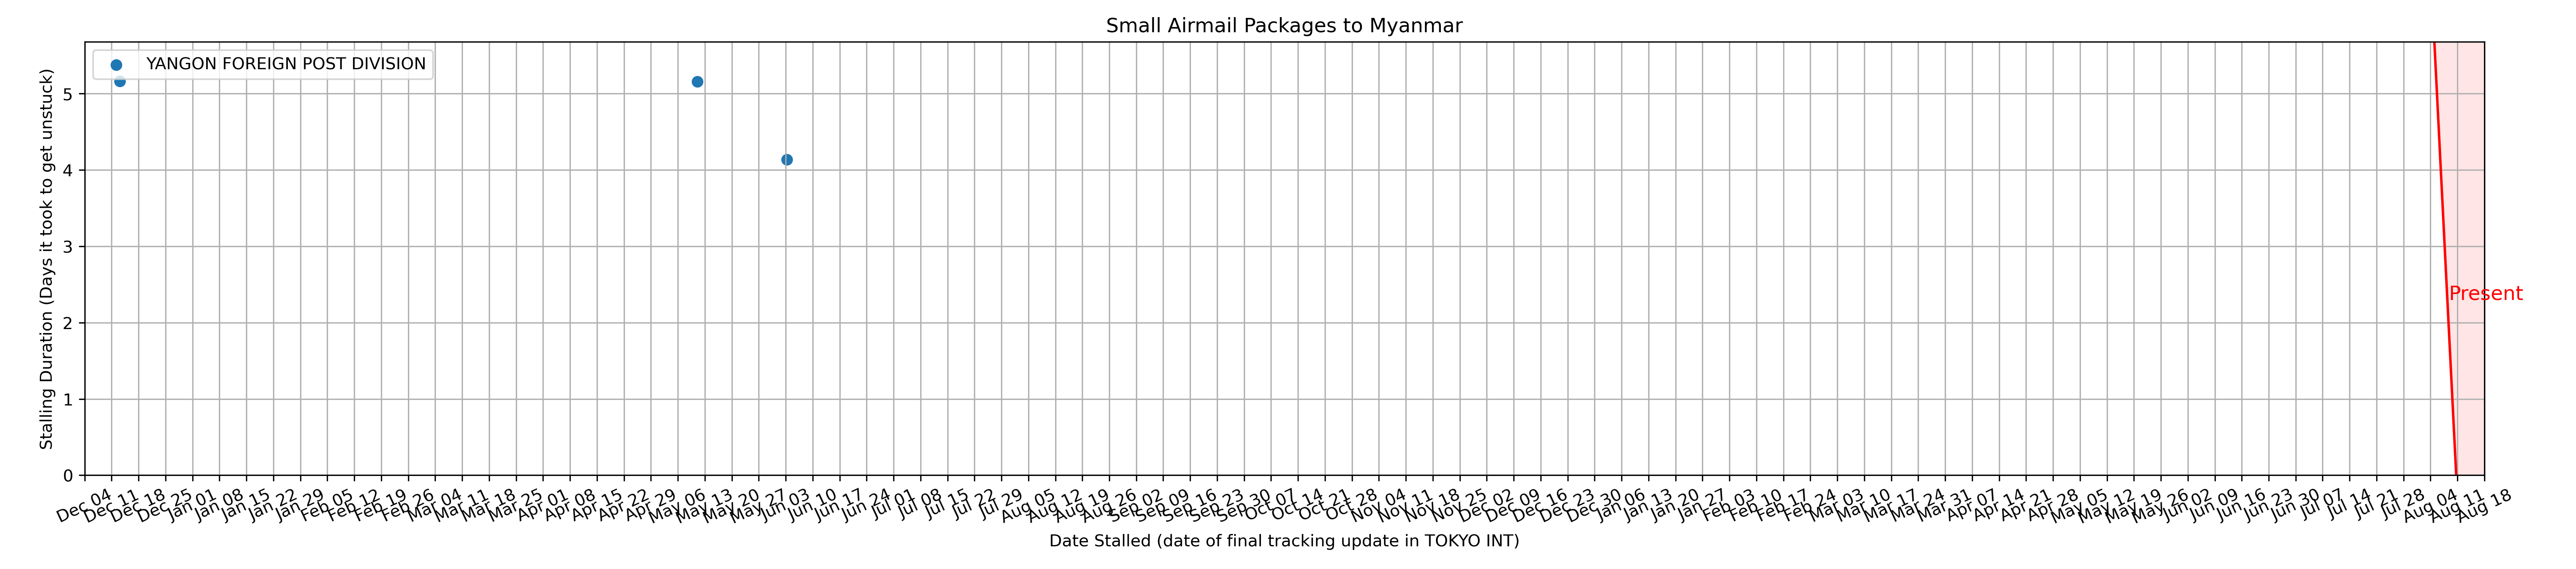 Small Airmail Packages to Myanmar
YANGON FOREIGN POST DIVISION
Stalling Duration (Days it took to get unstuck)
5
4
3
2
1
0
Present
Dec 04
Dec 11
Dec 18
Dec 25
Jan 01
Jan 08
Jan 15
Jan 22
Jan 29
Feb 05
Feb 12
Feb 19
Feb 26
Mar 04
Mar 11
Mar 18
Mar 25
Apr 01
Apr 08
Apr 15
Apr 22
Apr 29
May 06
May 13
May 20
May 27
Jun 03
Jun 10
Jun 17
Jun 24
Jul 01
Jul 08
Jul 15
Jul 22
Jul 29
Aug 05
Aug 12
Aug 19
Aug 26
Sep 02
Sep 09
Sep 16
Sep 23
Sep 30
Oct 07
Oct 14
Oct 21
Oct 28
Nov 04
Nov 11
Nov 18
Nov 25
Dec 02
Dec 09
Dec 16
Dec 23
Dec 30
Jan 06
Jan 13
Jan 20
Jan 27
Feb 03
Feb 10
Feb 17
Feb 24
Mar 03
Mar 10
Mar 17
Mar 24
Mar 31
Apr 07
Apr 14
Apr 21
Apr 28
May 05
May 12
May 19
May 26
Jun 02
Jun 09
Jun 16
Jun 23
Jun 30
Jul 07
Jul 14
Jul 21
Jul 28
Aug 04
Aug 11
Aug 18
Date Stalled (date of final tracking update in TOKYO INT)